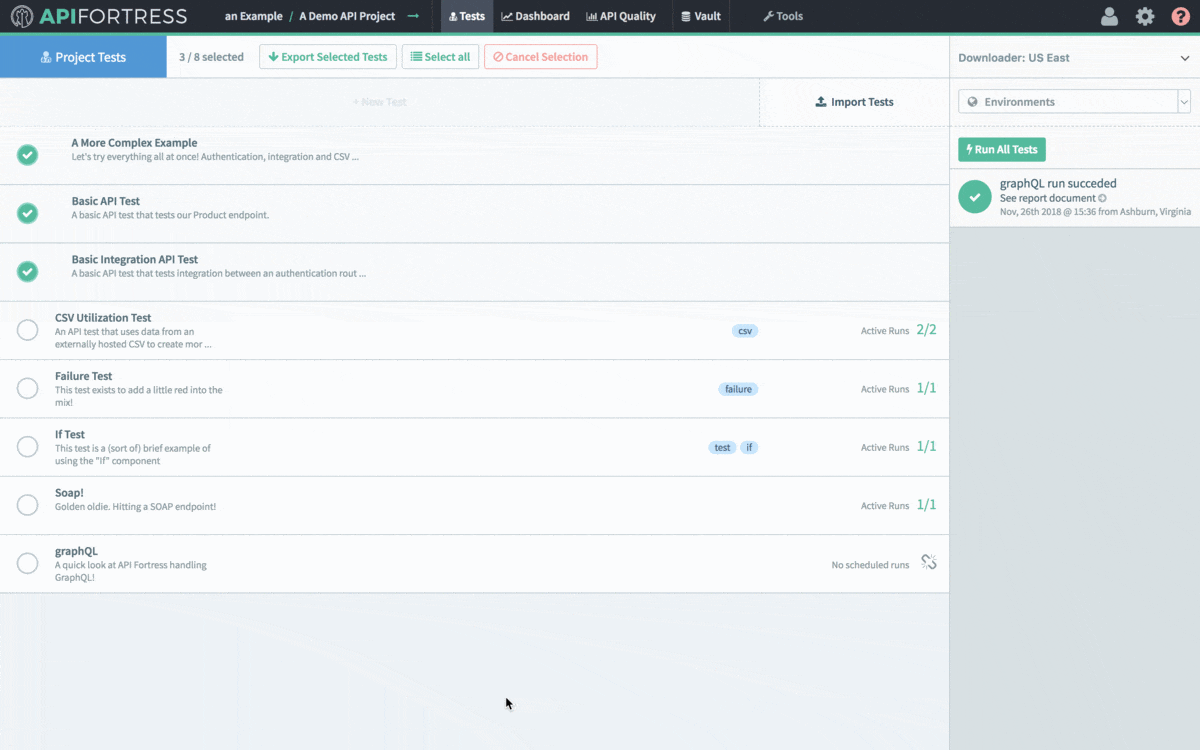 APIFORTRESS
an Example / A Demo API Project → Tests Dashboard API Quality Vault Tools ?
Project Tests 3 / 8 selected Export Selected Tests Select all Cancel Selection Downloader: US East
+ New Test Import Tests Environments
Run All Tests
A More Complex Example
Let's try everything all at once! Authentication, integration and CSV ...
Basic API Test
A basic API test that tests our Product endpoint.
Basic Integration API Test
A basic API test that tests integration between an authentication rout ...
CSV Utilization Test
An API test that uses data from an
externally hosted CSV to create mor ...
csv Active Runs 2/2
Failure Test
This test exists to add a little red into the
mix!
failure Active Runs 1/1
If Test
This test is a (sort of) brief example of
using the "If" component
test if Active Runs 1/1
Soap!
Golden oldie. Hitting a SOAP endpoint!
Active Runs 1/1
graphQL
A quick look at API Fortress handling
GraphQL!
No scheduled runs
graphQL run succeded
See report document
Nov, 26th 2018 @ 15:36 from Ashburn, Virginia